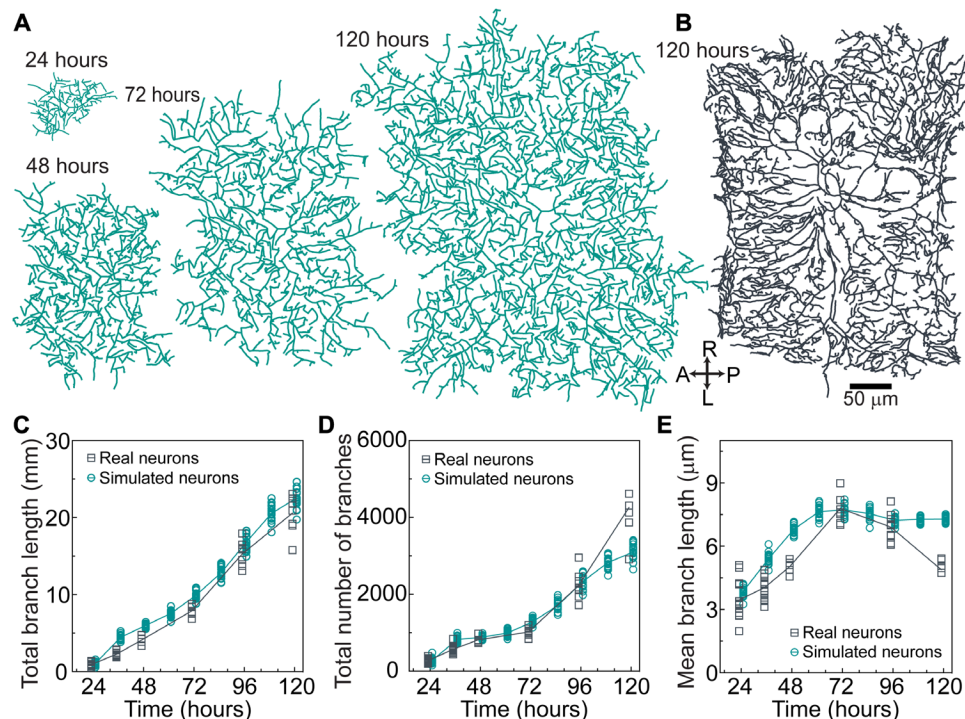 A
B
24 hours
72 hours
120 hours
120 hours
48 hours
R
A P
L
50 μm
C
D
E
Total branch length (mm)
30
20
10
0
Real neurons
Simulated neurons
24 48 72 96 120
Time (hours)
Total number of branches
6000
4000
2000
0
Real neurons
Simulated neurons
24 48 72 96 120
Time (hours)
Mean branch length (μm)
9
6
3
0
Real neurons
Simulated neurons
24 48 72 96 120
Time (hours)